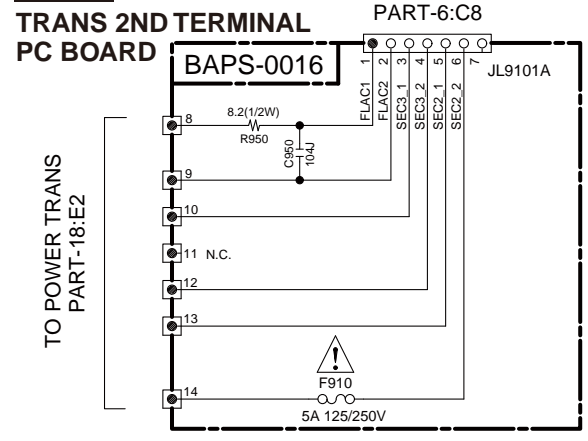 TRANS 2ND TERMINAL
PC BOARD
PART-6:C8
BAPS-0016
JL9101A
1
2
3
4
5
6
7
FLAC1
FLAC2
SEC3_1
SEC3_2
SEC2_1
SEC2_2
8
8.2(1/2W)
R950
C950
104J
9
10
11 N.C.
12
13
14
TO POWER TRANS
PART-18:E2
!
F910
5A 125/250V